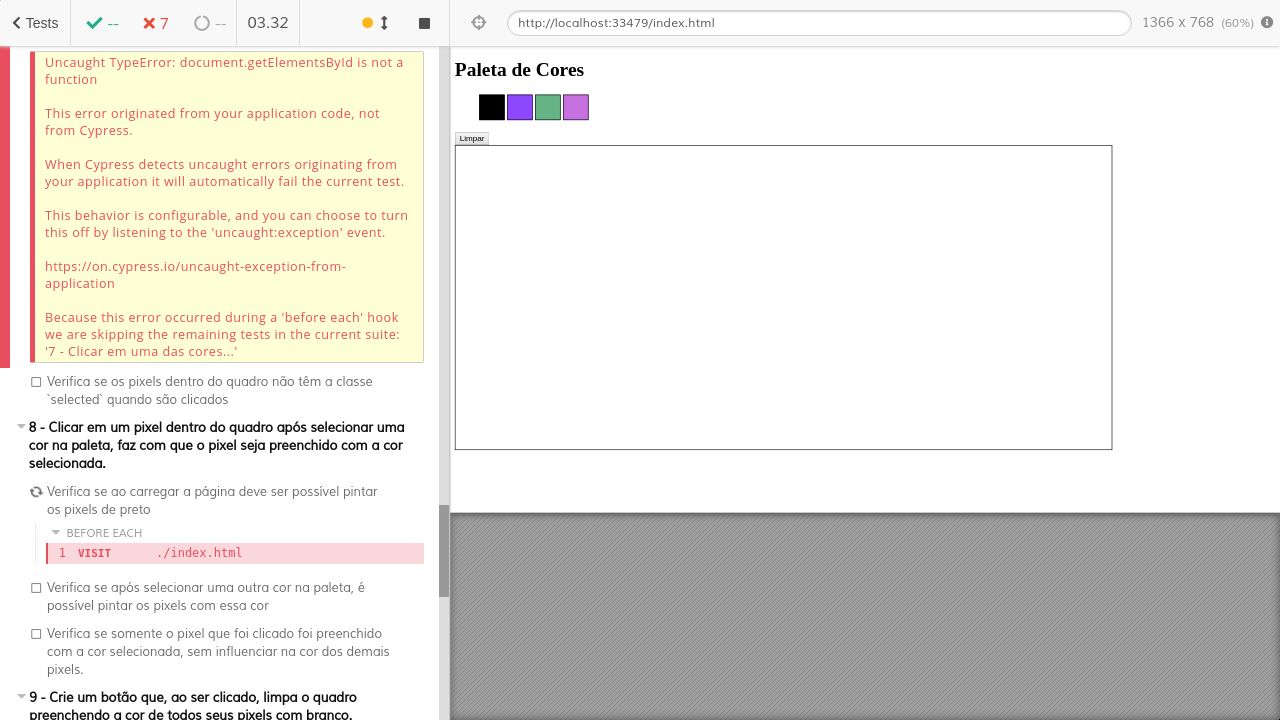 Tests
--
7
--
03.32
http://localhost:33479/index.html
1366 x 768 (60%)
Uncaught TypeError: document.getElementsById is not a
function
This error originated from your application code, not
from Cypress.
When Cypress detects uncaught errors originating from
your application it will automatically fail the current test.
This behavior is configurable, and you can choose to turn
this off by listening to the 'uncaught:exception' event.
https://on.cypress.io/uncaught-exception-from-
application
Because this error occurred during a 'before each' hook
we are skipping the remaining tests in the current suite:
'7 - Clicar em uma das cores...'
Verifica se os pixels dentro do quadro não têm a classe
`selected` quando são clicados
8 - Clicar em um pixel dentro do quadro após selecionar uma
cor na paleta, faz com que o pixel seja preenchido com a cor
selecionada.
Verifica se ao carregar a página deve ser possível pintar
os pixels de preto
BEFORE EACH
1 VISIT ./index.html
Verifica se após selecionar uma outra cor na paleta, é
possível pintar os pixels com essa cor
Verifica se somente o pixel que foi clicado foi preenchido
com a cor selecionada, sem influenciar na cor dos demais
pixels.
9 - Crie um botão que, ao ser clicado, limpa o quadro
preenchendo a cor de todos seus pixels com branco.
Paleta de Cores
Limpar